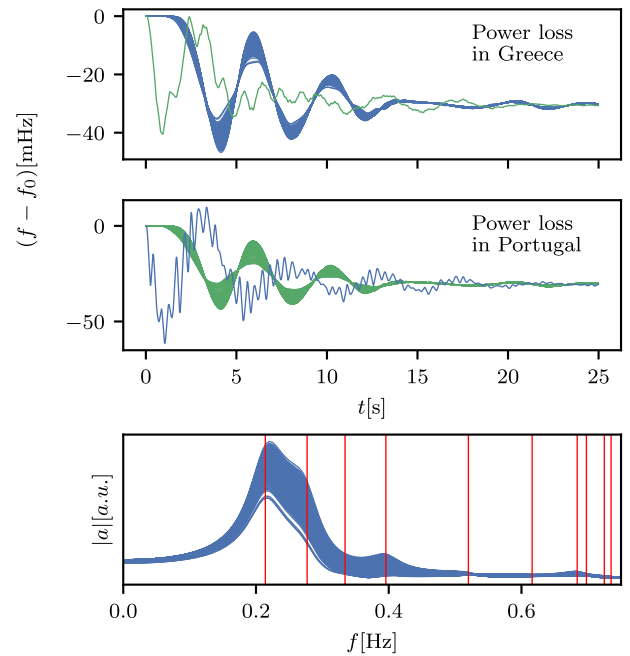 0
−20
−40
Power loss
in Greece
(f − f₀)[mHz]
0
−50
Power loss
in Portugal
0 5 10 15 20 25
t[s]
|a|[a.u.]
0.0 0.2 0.4 0.6
f[Hz]